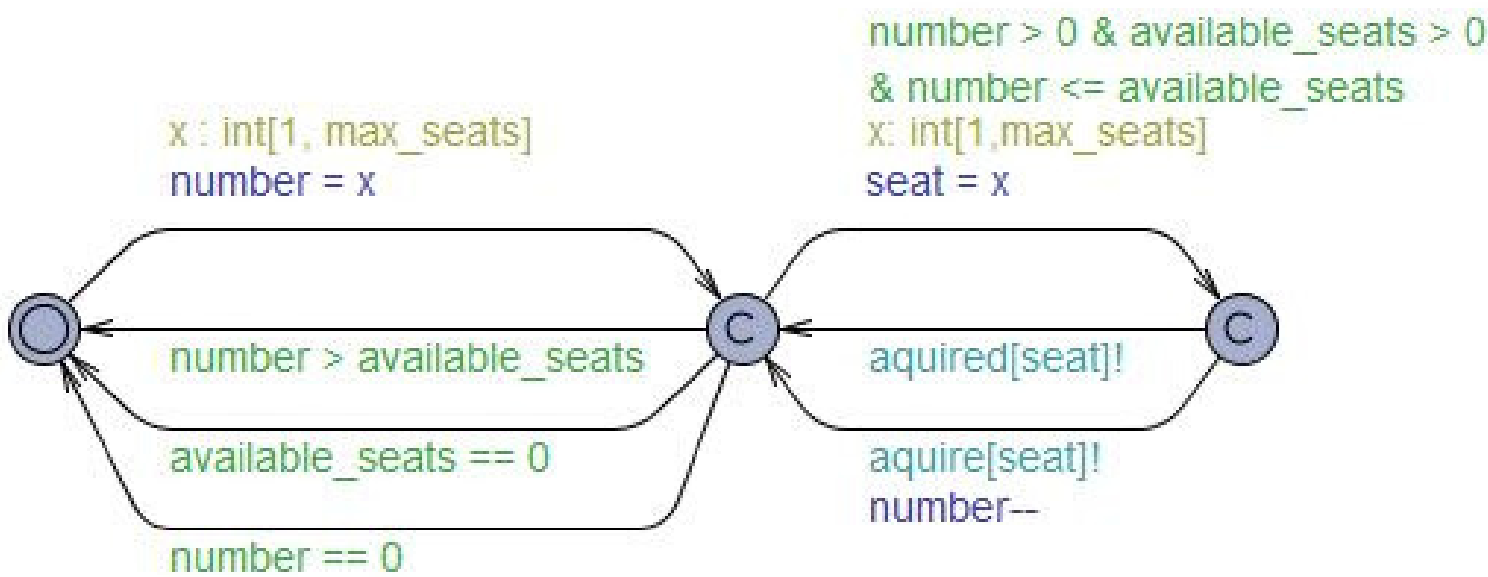 number > 0 & available_seats > 0
& number <= available_seats
x : int[1, max_seats]
number = x
x: int[1,max_seats]
seat = x
C
C
number > available_seats
aquired[seat]!
available_seats == 0
aquire[seat]!
number--
number == 0